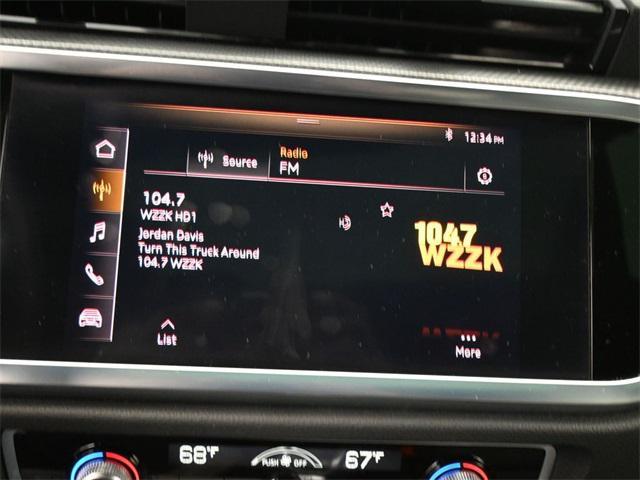 12:34 PM
Radio
Source
FM
104.7
WZZK HD1
Jordan Davis
Turn This Truck Around
104.7 WZZK
HD
1047
WZZK
List
More
68°F
PUSH OFF
67°F